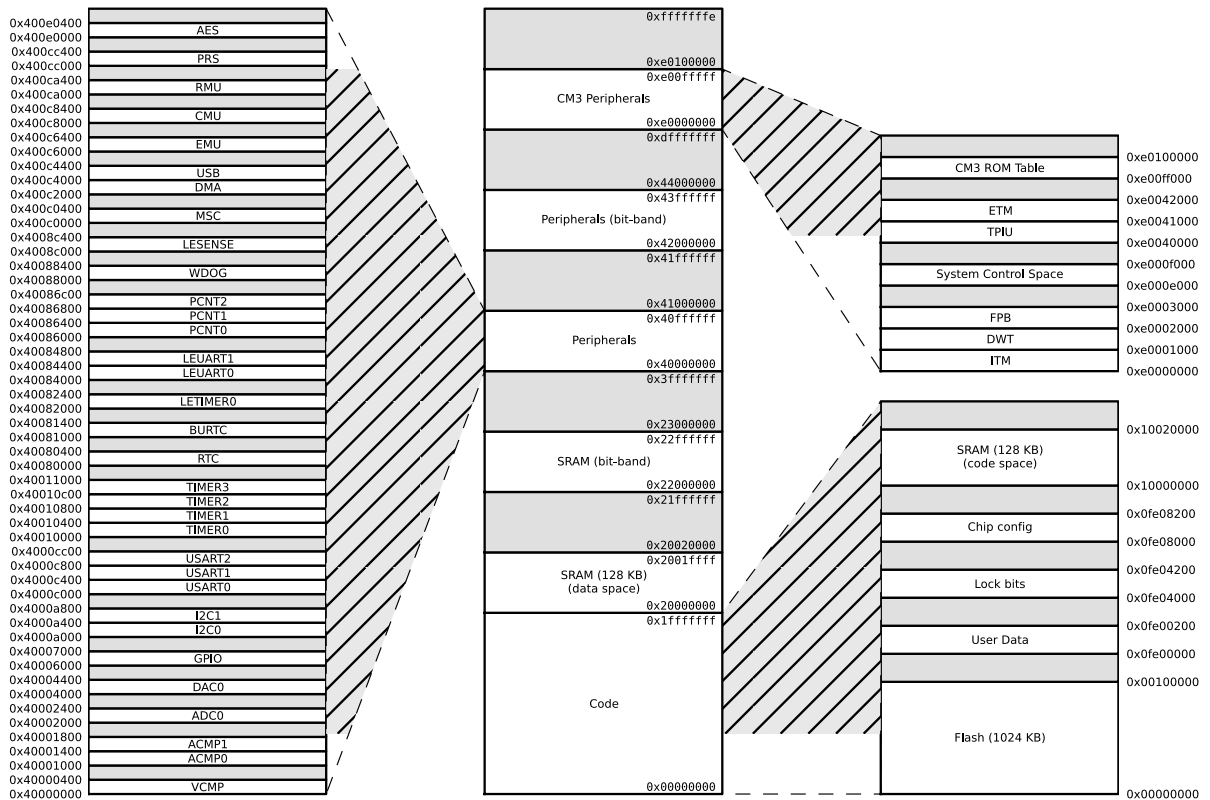 0x400e0400
AES
0x400e0000
0x400cc400
PRS
0x400cc000
0x400ca400
RMU
0x400ca000
0x400c8400
CMU
0x400c8000
0x400c6400
EMU
0x400c6000
0x400c4400
USB
0x400c4000
DMA
0x400c2000
0x400c0400
MSC
0x400c0000
0x4008c400
LESENSE
0x4008c000
0x40088400
WDOG
0x40088000
0x40086c00
PCNT2
0x40086800
PCNT1
0x40086400
PCNT0
0x40086000
0x40084800
LEUART1
0x40084400
LEUART0
0x40084000
0x40082400
LETIMER0
0x40082000
0x40081400
BURTC
0x40081000
0x40080400
RTC
0x40080000
0x40011000
TIMER3
0x40010c00
TIMER2
0x40010800
TIMER1
0x40010400
TIMER0
0x40010000
0x4000cc00
USART2
0x4000c800
USART1
0x4000c400
USART0
0x4000c000
0x4000a800
I2C1
0x4000a400
I2C0
0x4000a000
0x40007000
GPIO
0x40006000
0x40004400
DAC0
0x40004000
0x40002400
ADC0
0x40002000
0x40001800
ACMP1
0x40001400
ACMP0
0x40001000
0x40000400
VCMP
0x40000000
0xfffffffe
0xe0100000
0xe00fffff
CM3 Peripherals
0xe0000000
0xdfffffff
0x44000000
0x43ffffff
Peripherals (bit-band)
0x42000000
0x41ffffff
0x41000000
0x40ffffff
Peripherals
0x40000000
0x3fffffff
0x23000000
0x22ffffff
SRAM (bit-band)
0x22000000
0x21ffffff
0x20020000
0x2001ffff
SRAM (128 KB)
(data space)
0x20000000
0x1fffffff
Code
0x00000000
0xe0100000
CM3 ROM Table
0xe00ff000
0xe0042000
ETM
0xe0041000
TPIU
0xe0040000
0xe000f000
System Control Space
0xe000e000
0xe0003000
FPB
0xe0002000
DWT
0xe0001000
ITM
0xe0000000
0x10020000
SRAM (128 KB)
(code space)
0x10000000
0x0fe08200
Chip config
0x0fe08000
0x0fe04200
Lock bits
0x0fe04000
0x0fe00200
User Data
0x0fe00000
0x00100000
Flash (1024 KB)
0x00000000